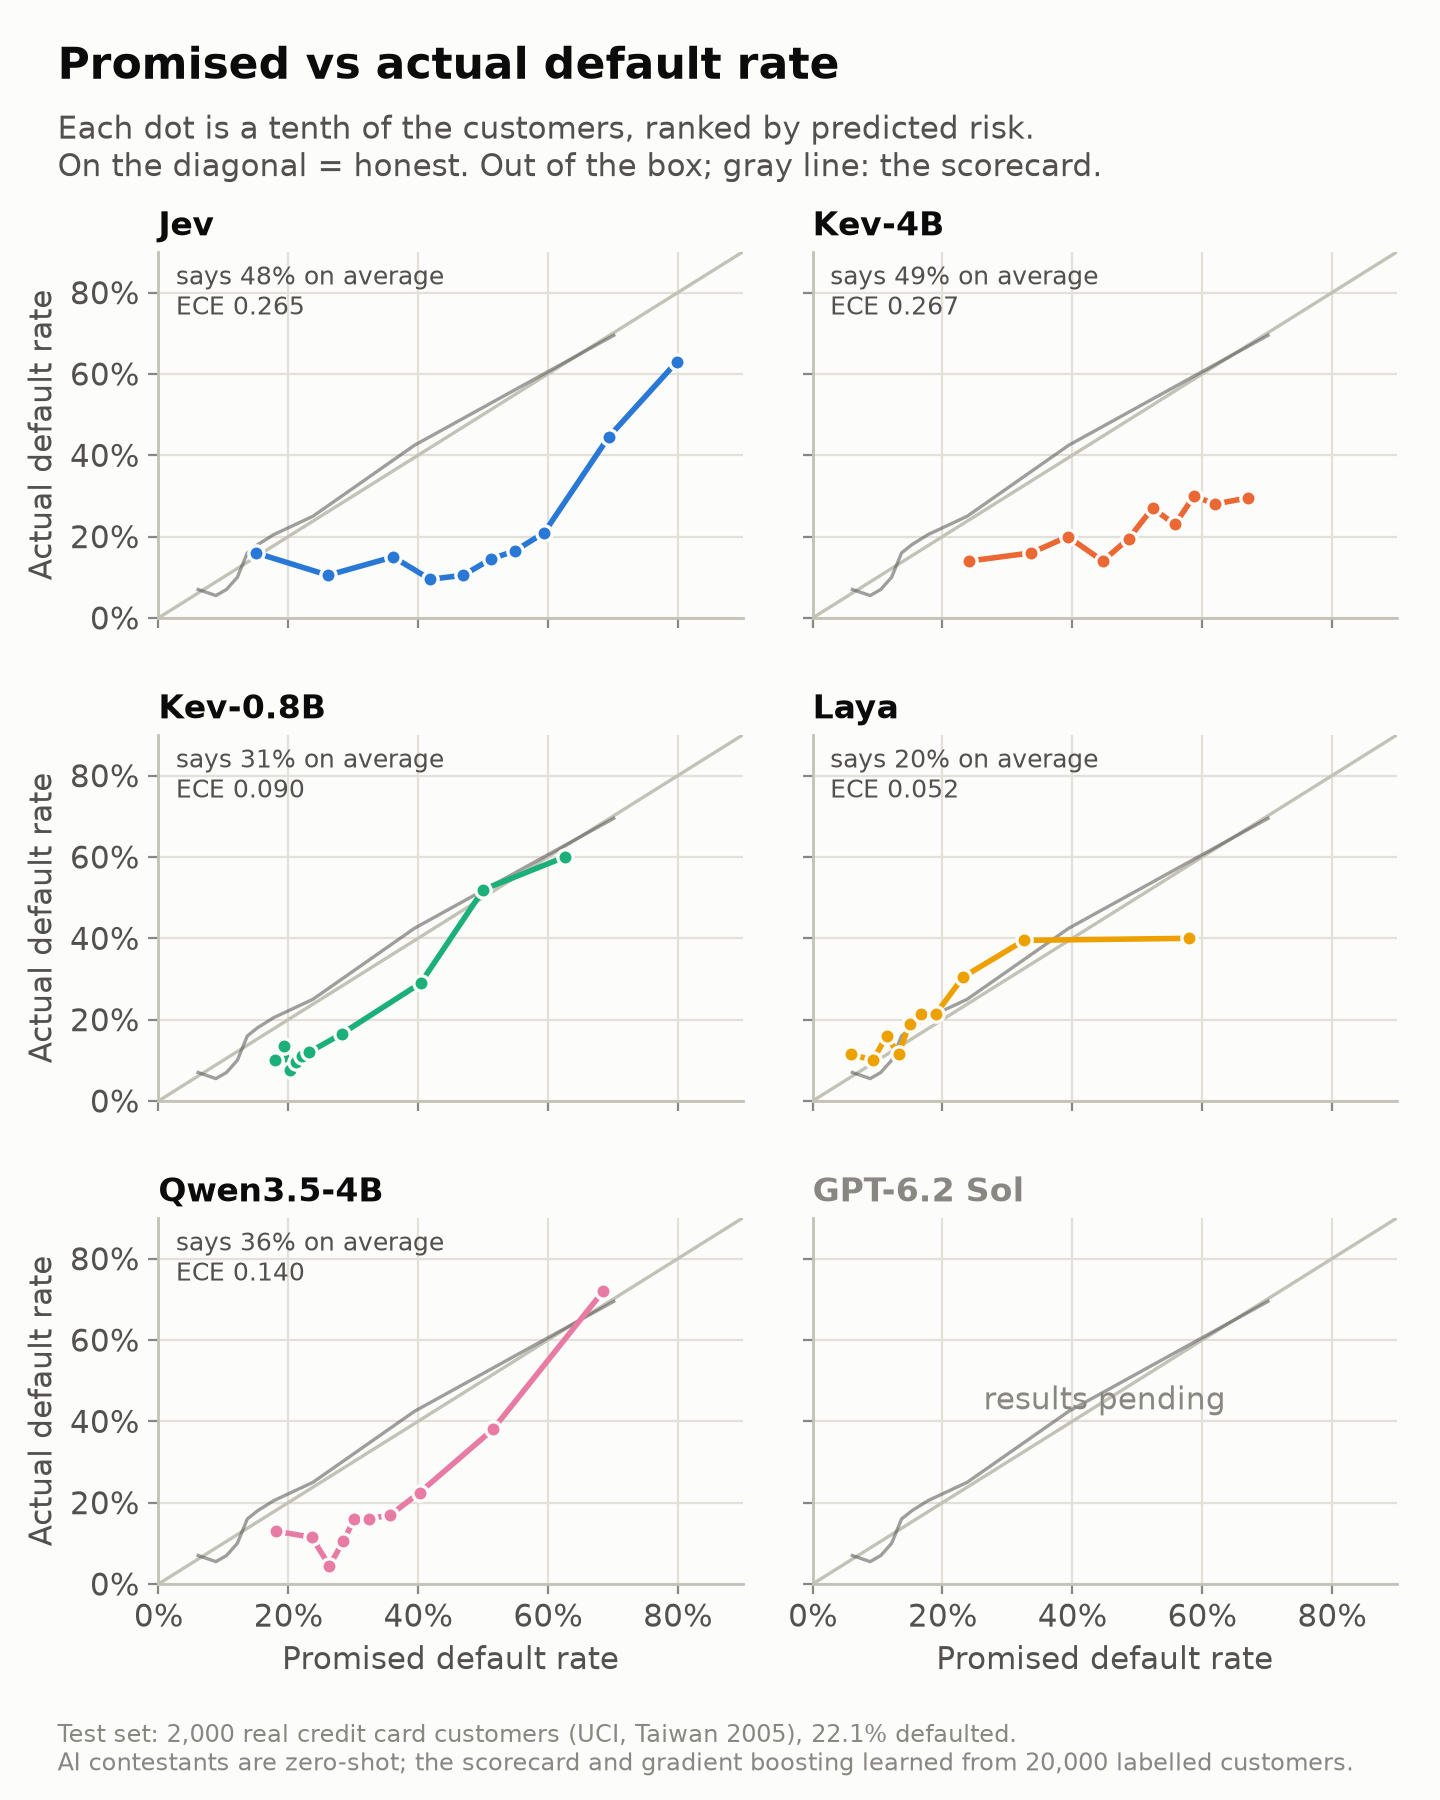 Promised vs actual default rate
Each dot is a tenth of the customers, ranked by predicted risk.
On the diagonal = honest. Out of the box; gray line: the scorecard.
Jev
says 48% on average
ECE 0.265
Actual default rate
80%
60%
40%
20%
0%
Kev-4B
says 49% on average
ECE 0.267
Kev-0.8B
says 31% on average
ECE 0.090
Actual default rate
80%
60%
40%
20%
0%
Laya
says 20% on average
ECE 0.052
Qwen3.5-4B
says 36% on average
ECE 0.140
Actual default rate
80%
60%
40%
20%
0%
0% 20% 40% 60% 80%
Promised default rate
GPT-6.2 Sol
results pending
0% 20% 40% 60% 80%
Promised default rate
Test set: 2,000 real credit card customers (UCI, Taiwan 2005), 22.1% defaulted.
AI contestants are zero-shot; the scorecard and gradient boosting learned from 20,000 labelled customers.